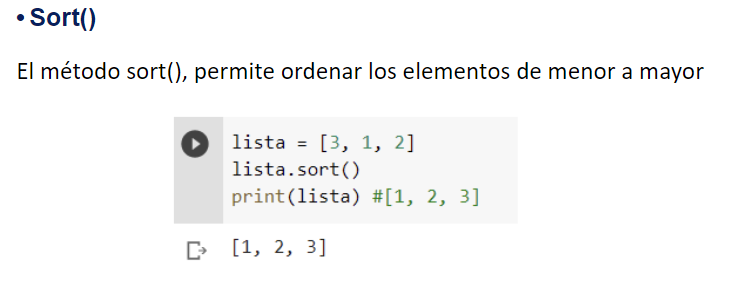 • Sort()
El método sort(), permite ordenar los elementos de menor a mayor
lista = [3, 1, 2]
lista.sort()
print(lista) #[1, 2, 3]
[1, 2, 3]